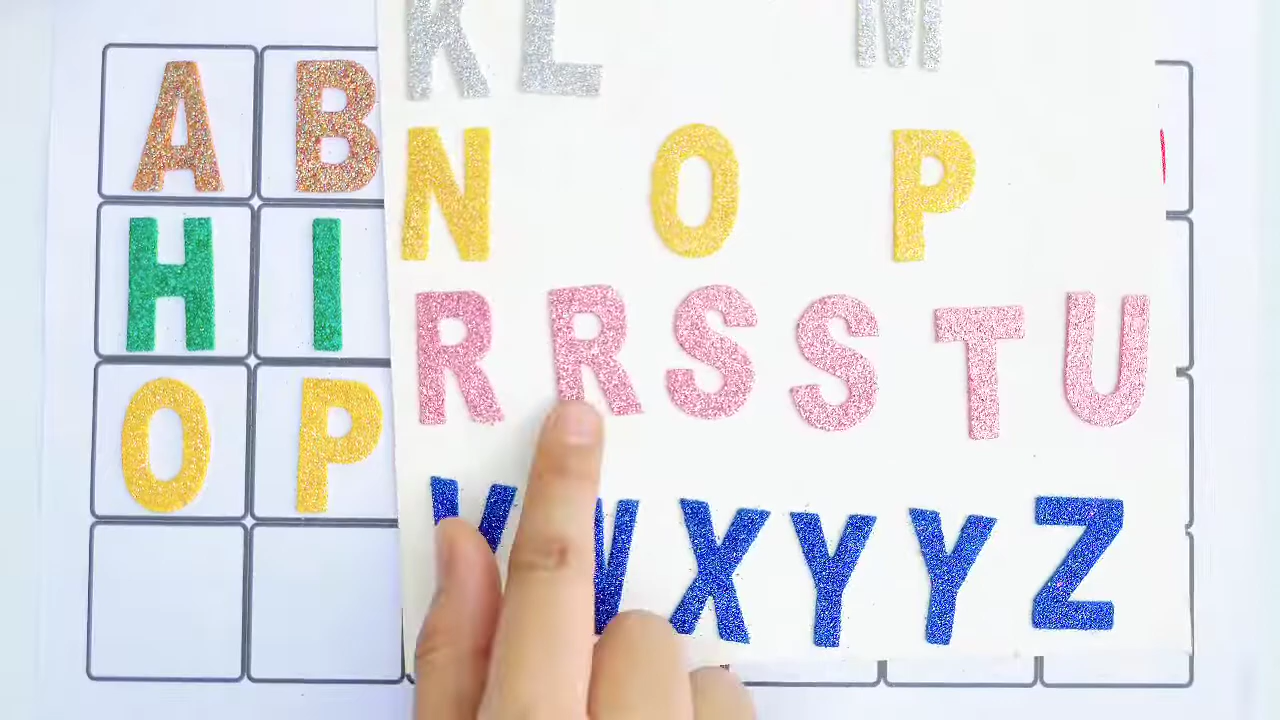 A B
H I
O P
K L M
N O P
R R S S T U
V W X Y Y Z